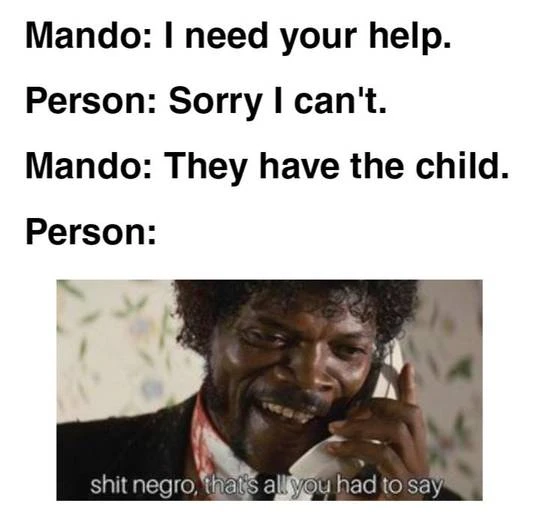 Mando: I need your help.
Person: Sorry I can't.
Mando: They have the child.
Person:
shit negro, that's all you had to say